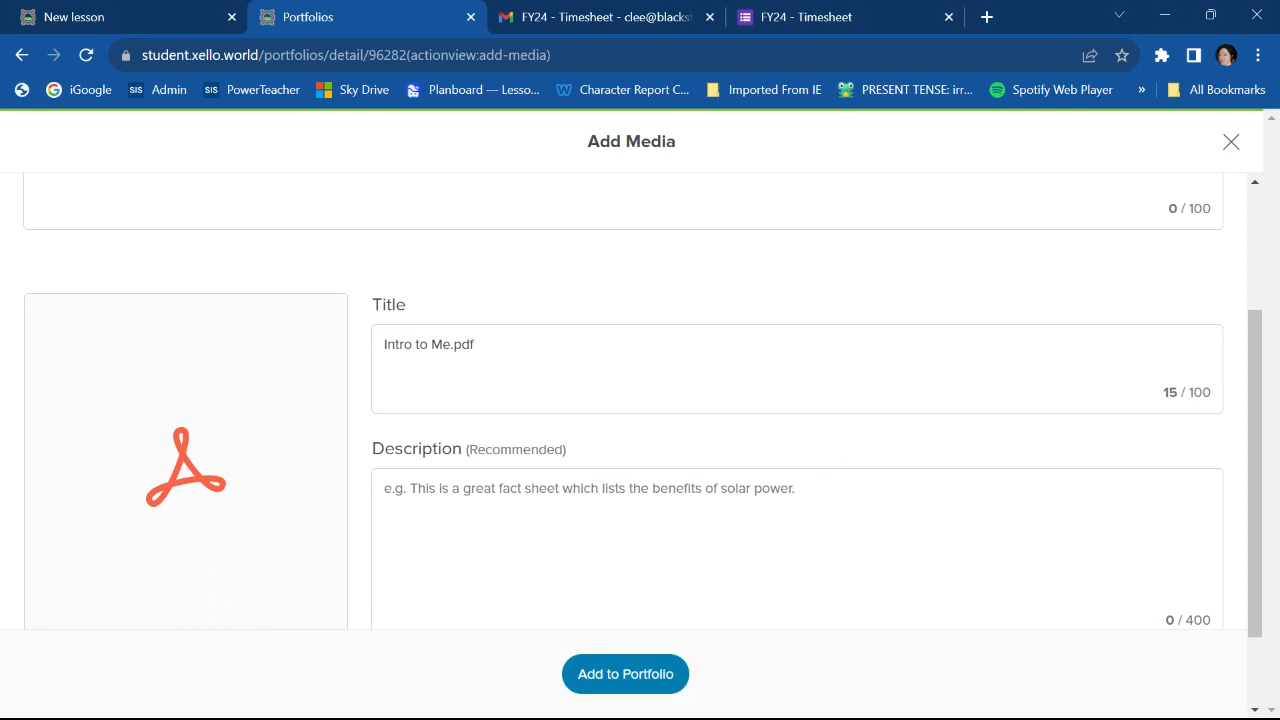 New lesson
Portfolios
FY24 - Timesheet - clee@blackst
FY24 - Timesheet
student.xello.world/portfolios/detail/96282(actionview:add-media)
iGoogle
SIS Admin
SIS PowerTeacher
Sky Drive
Planboard — Lesso...
Character Report C...
Imported From IE
PRESENT TENSE: irr...
Spotify Web Player
»
All Bookmarks
Add Media
0 / 100
Title
Intro to Me.pdf
15 / 100
Description (Recommended)
e.g. This is a great fact sheet which lists the benefits of solar power.
0 / 400
Add to Portfolio